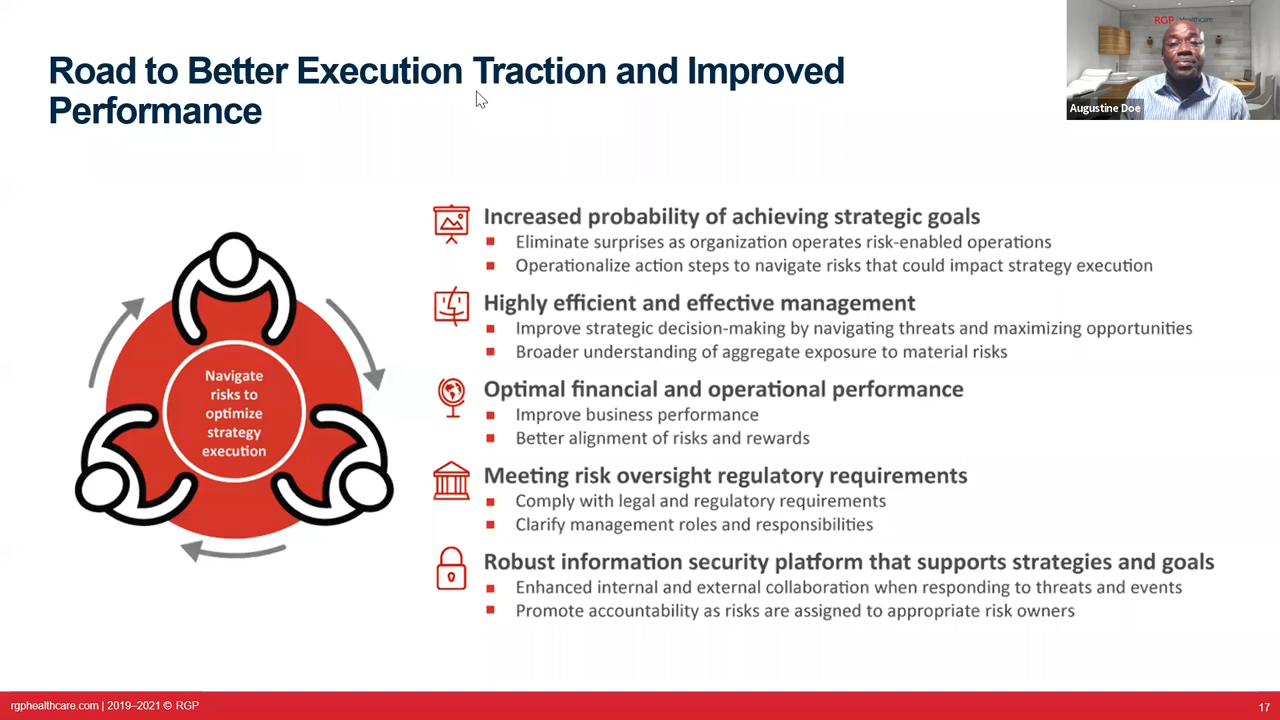 Road to Better Execution Traction and Improved
Performance
RGP | Healthcare
Augustine Doe
Navigate
risks to
optimize
strategy
execution
Increased probability of achieving strategic goals
Eliminate surprises as organization operates risk-enabled operations
Operationalize action steps to navigate risks that could impact strategy execution
Highly efficient and effective management
Improve strategic decision-making by navigating threats and maximizing opportunities
Broader understanding of aggregate exposure to material risks
Optimal financial and operational performance
Improve business performance
Better alignment of risks and rewards
Meeting risk oversight regulatory requirements
Comply with legal and regulatory requirements
Clarify management roles and responsibilities
Robust information security platform that supports strategies and goals
Enhanced internal and external collaboration when responding to threats and events
Promote accountability as risks are assigned to appropriate risk owners
rgphealthcare.com | 2019–2021 © RGP
17